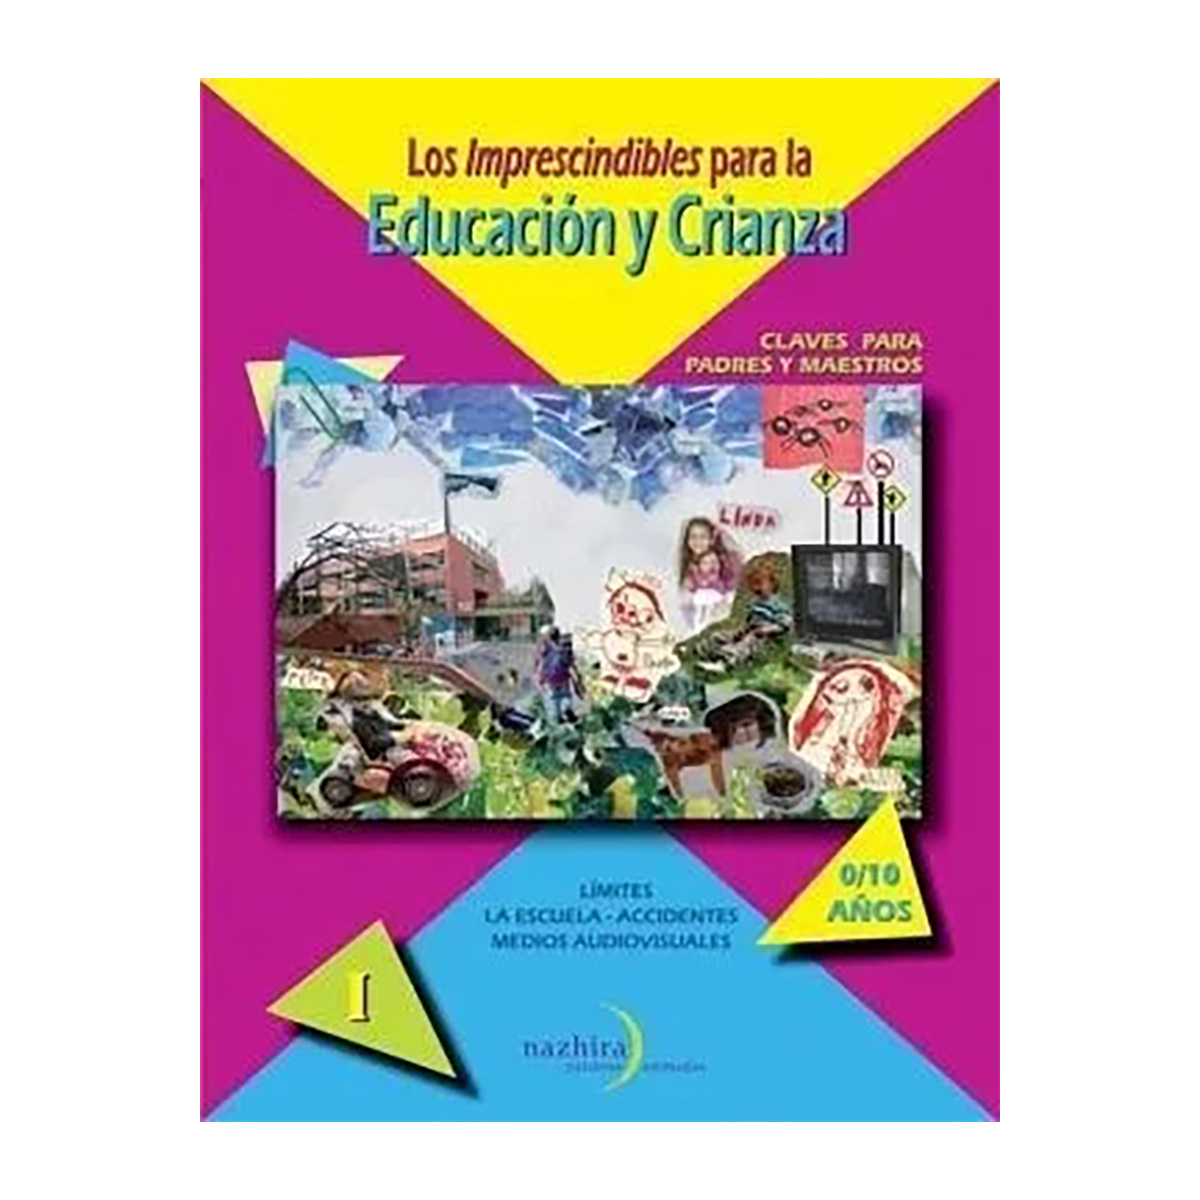 Los Imprescindibles para la
Educación y Crianza
CLAVES PARA
PADRES Y MAESTROS
LINDA
LÍMITES
LA ESCUELA - ACCIDENTES
MEDIOS AUDIOVISUALES
0/10
AÑOS
I
nazhira